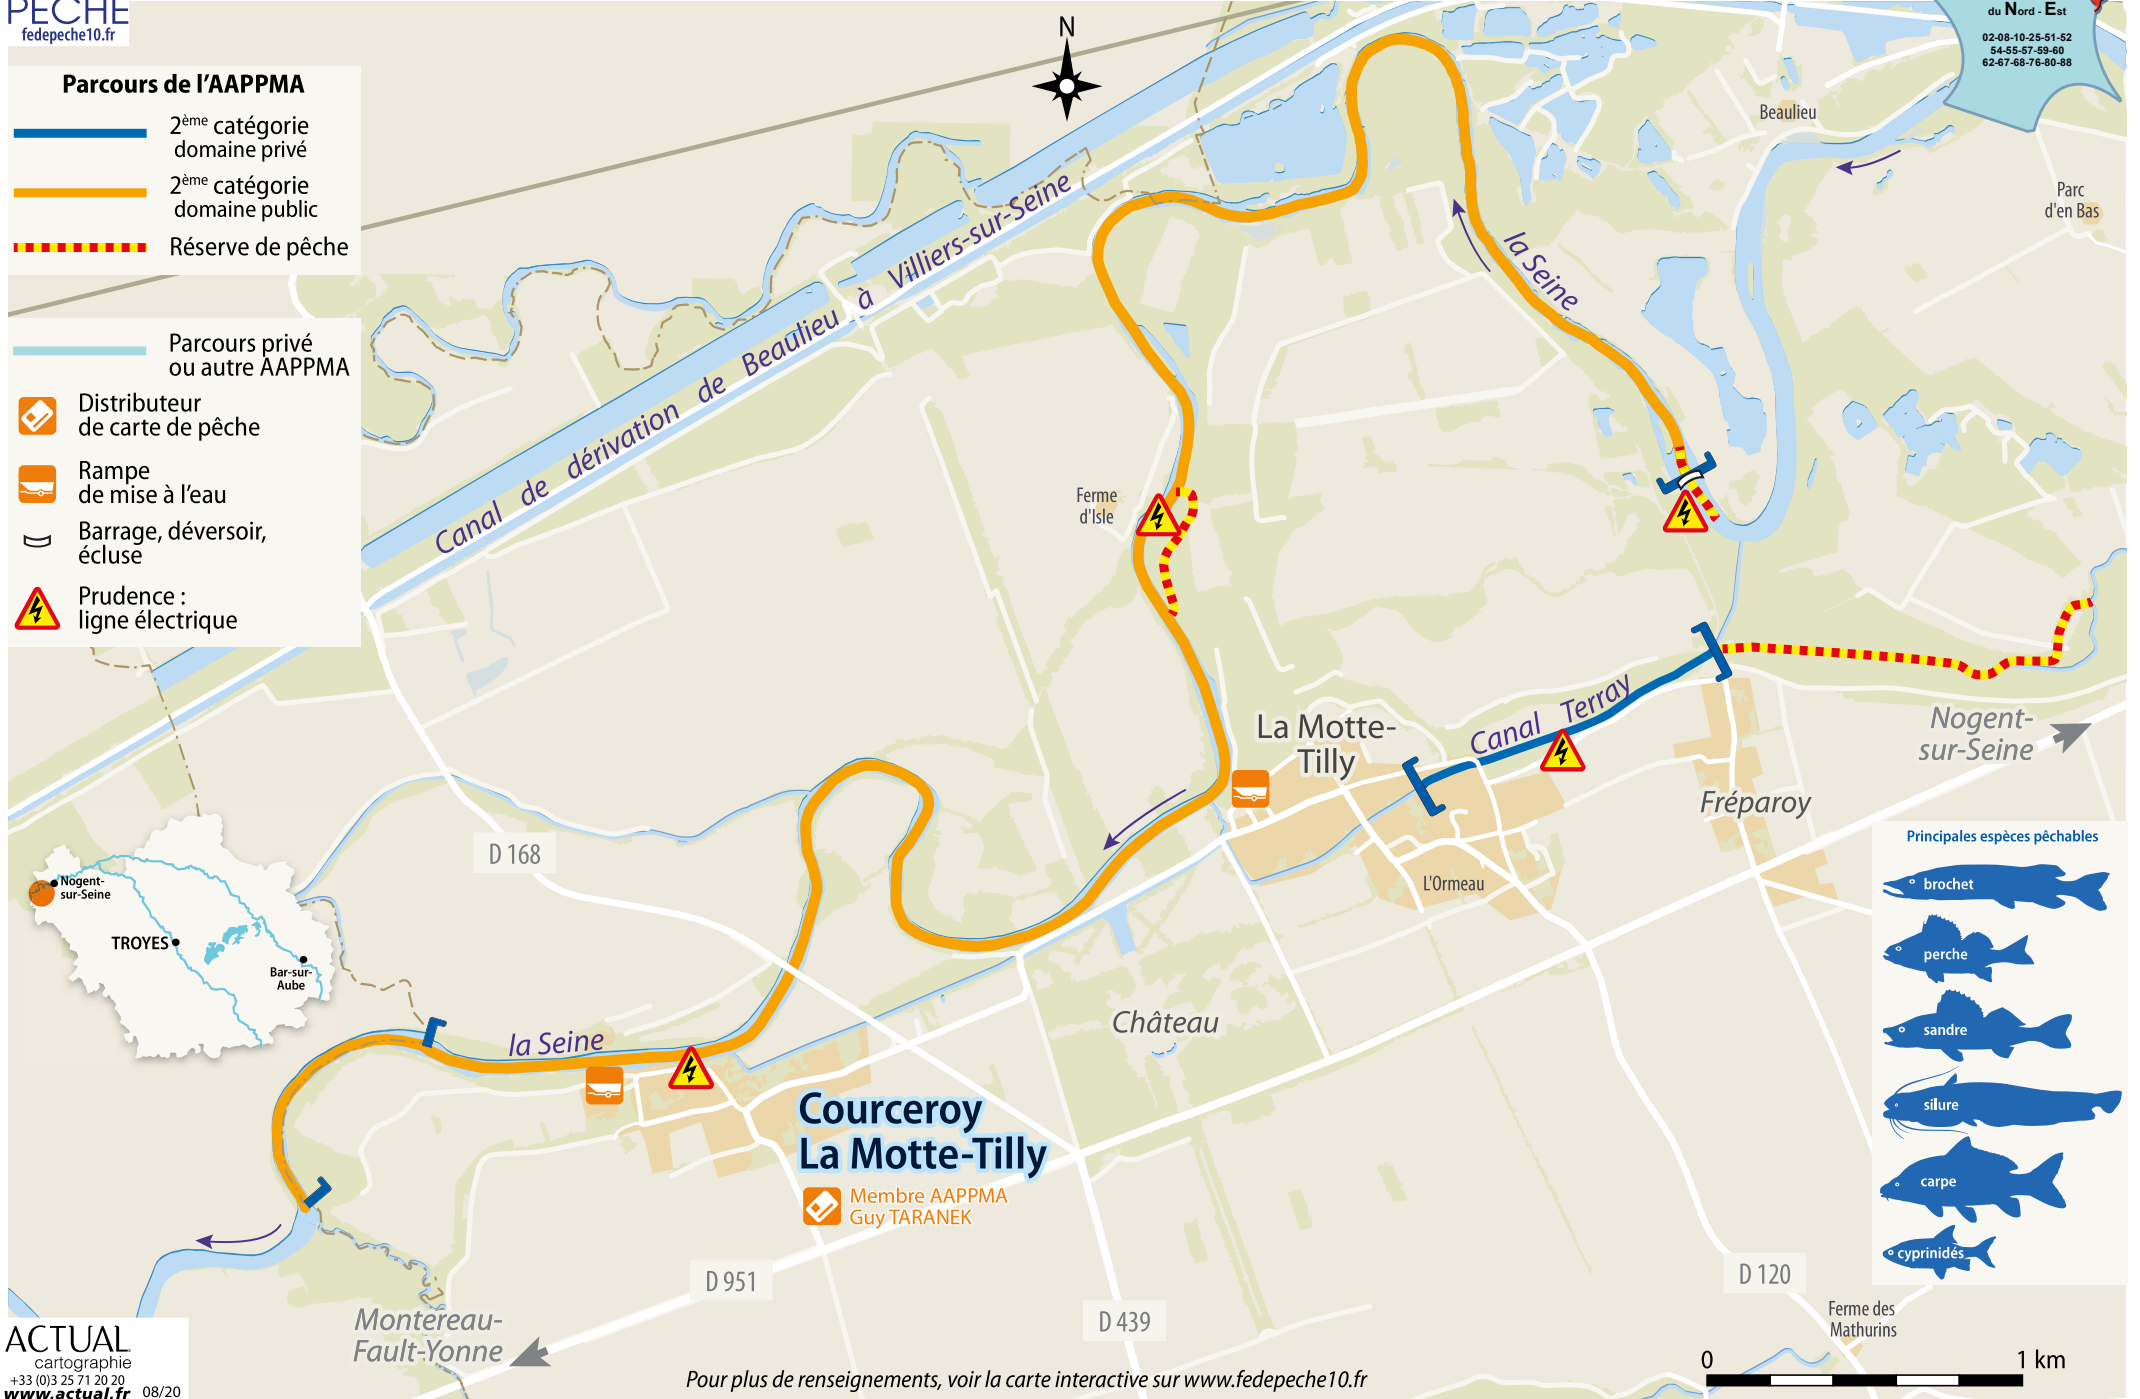 PECHE
fedepeche10.fr
Parcours de l'AAPPMA
2ème catégorie
domaine privé
2ème catégorie
domaine public
Réserve de pêche
Parcours privé
ou autre AAPPMA
Distributeur
de carte de pêche
Rampe
de mise à l'eau
Barrage, déversoir,
écluse
Prudence :
ligne électrique
N
du Nord - Est
02-08-10-25-51-52
54-55-57-59-60
62-67-68-76-80-88
Beaulieu
Parc
d'en Bas
Canal de dérivation de Beaulieu à Villiers-sur-Seine
la Seine
Ferme
d'Isle
La Motte-
Tilly
Canal Terray
Nogent-
sur-Seine
Fréparoy
D 168
L'Ormeau
Nogent-
sur-Seine
TROYES
Bar-sur-
Aube
Château
la Seine
Courceroy
La Motte-Tilly
Membre AAPPMA
Guy TARANEK
Principales espèces pêchables
brochet
perche
sandre
silure
carpe
cyprinidés
D 951
D 439
D 120
Ferme des
Mathurins
Montereau-
Fault-Yonne
ACTUAL
cartographie
+33 (0)3 25 71 20 20
www.actual.fr 08/20
Plus de renseignements, voir la carte interactive sur www.fedepeche10.fr
0 1 km